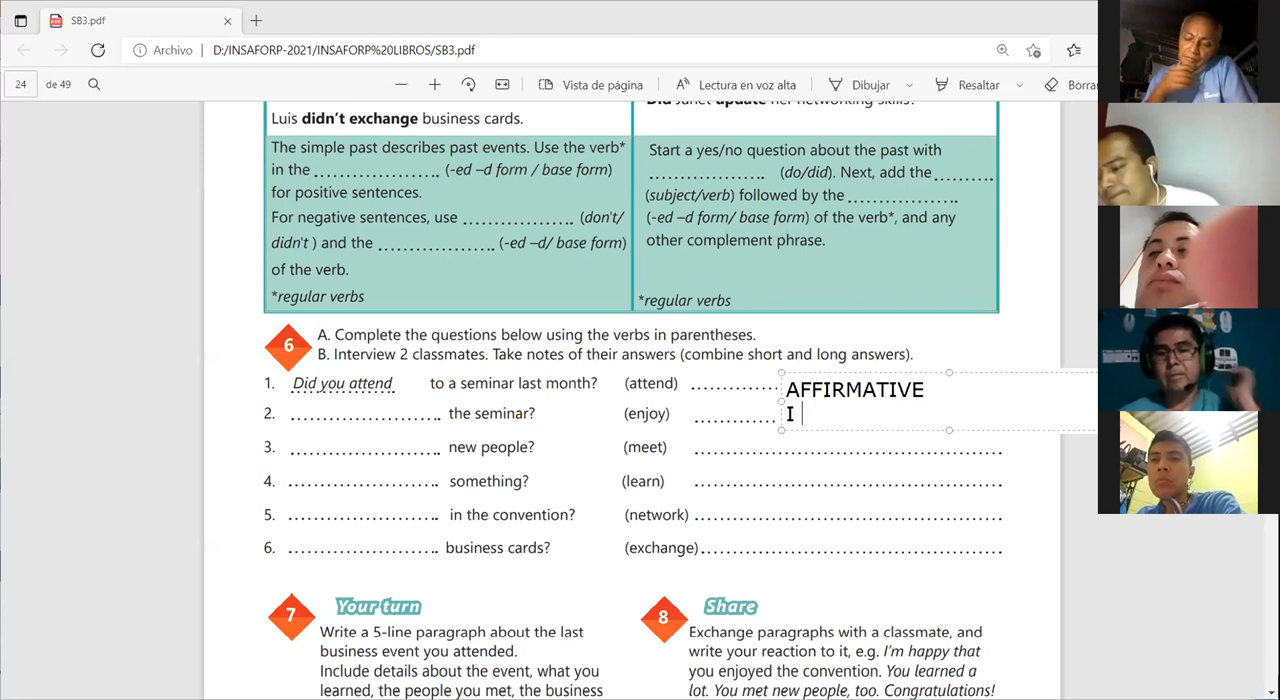 SB3.pdf
Archivo D:/INSAFORP-2021/INSAFORP%20LIBROS/SB3.pdf
24 de 49 Vista de página Lectura en voz alta Dibujar Resaltar Borrar
Luis didn't exchange business cards.
Did Janet update her networking skills?
The simple past describes past events. Use the verb*
in the .................... (-ed –d form / base form)
for positive sentences.
For negative sentences, use .................... (don't/
didn't ) and the .................... (-ed –d/ base form)
of the verb.
*regular verbs
Start a yes/no question about the past with
.................... (do/did). Next, add the ..........
(subject/verb) followed by the ..................
(-ed –d form/ base form) of the verb*, and any
other complement phrase.
*regular verbs
6
A. Complete the questions below using the verbs in parentheses.
B. Interview 2 classmates. Take notes of their answers (combine short and long answers).
1. Did you attend to a seminar last month? (attend) ...............
2. .......................... the seminar? (enjoy) ..............
3. .......................... new people? (meet) ......................................................
4. .......................... something? (learn) ......................................................
5. .......................... in the convention? (network) ......................................................
6. .......................... business cards? (exchange)......................................................
AFFIRMATIVE
I
7 Your turn
Write a 5-line paragraph about the last
business event you attended.
Include details about the event, what you
learned, the people you met, the business
8 Share
Exchange paragraphs with a classmate, and
write your reaction to it, e.g. I'm happy that
you enjoyed the convention. You learned a
lot. You met new people, too. Congratulations!